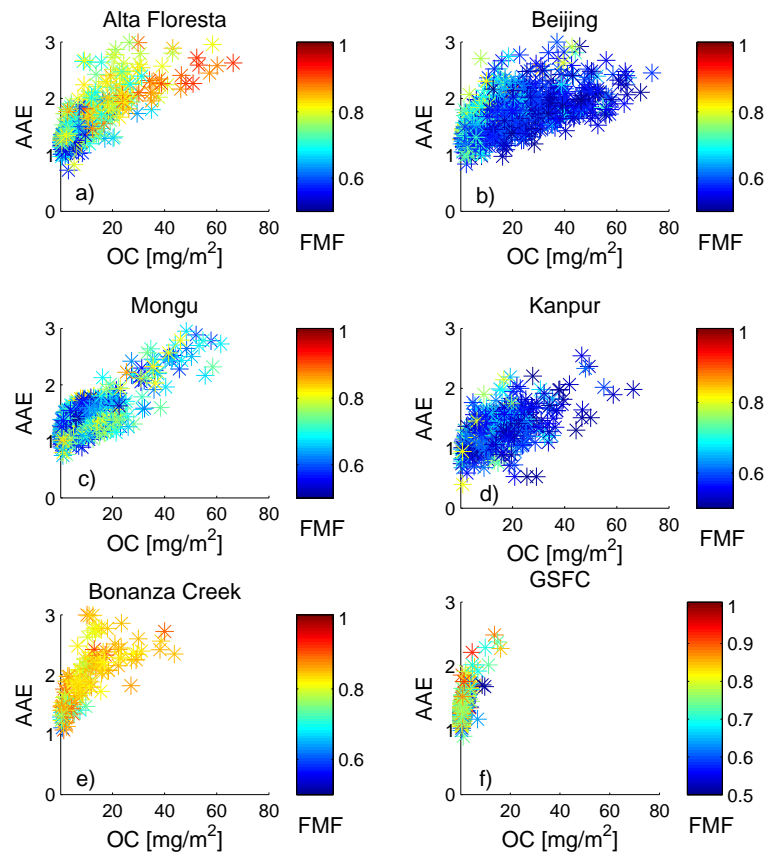 Alta Floresta
AAE
3
2
1
0
a)
0 20 40 60 80
OC [mg/m2]
1
0.8
0.6
FMF
Beijing
AAE
3
2
1
0
b)
0 20 40 60 80
OC [mg/m2]
1
0.8
0.6
FMF
Mongu
AAE
3
2
1
0
c)
0 20 40 60 80
OC [mg/m2]
1
0.8
0.6
FMF
Kanpur
AAE
3
2
1
0
d)
0 20 40 60 80
OC [mg/m2]
1
0.8
0.6
FMF
Bonanza Creek
AAE
3
2
1
0
e)
0 20 40 60 80
OC [mg/m2]
1
0.8
0.6
FMF
GSFC
AAE
3
2
1
0
f)
0 20 40 60 80
OC [mg/m2]
1
0.9
0.8
0.7
0.6
0.5
FMF